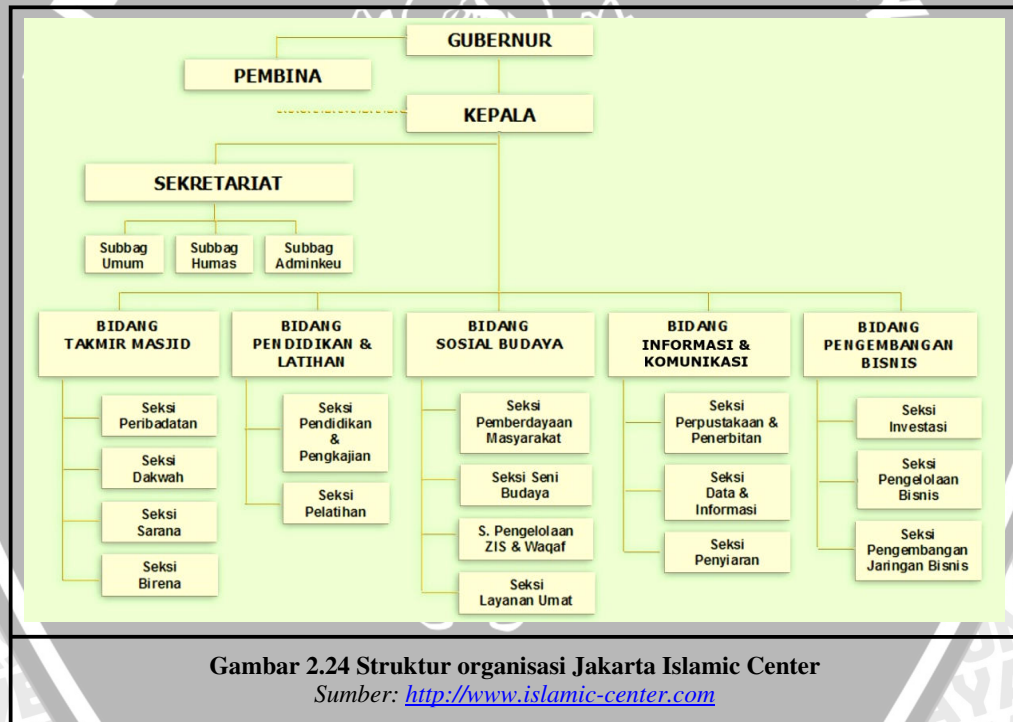 GUBERNUR
PEMBINA
KEPALA
SEKRETARIAT
Subbag
Umum
Subbag
Humas
Subbag
Adminkeu
BIDANG
TAKMIR MASJID
Seksi
Peribadatan
Seksi
Dakwah
Seksi
Sarana
Seksi
Birena
BIDANG
PENDIDIKAN &
LATIHAN
Seksi
Pendidikan
&
Pengkajian
Seksi
Pelatihan
BIDANG
SOSIAL BUDAYA
Seksi
Pemberdayaan
Masyarakat
Seksi Seni
Budaya
S. Pengelolaan
ZIS & Waqaf
Seksi
Layanan Umat
BIDANG
INFORMASI &
KOMUNIKASI
Seksi
Perpustakaan &
Penerbitan
Seksi
Data &
Informasi
Seksi
Penyiaran
BIDANG
PENGEMBANGAN
BISNIS
Seksi
Investasi
Seksi
Pengelolaan
Bisnis
Seksi
Pengembangan
Jaringan Bisnis
Gambar 2.24 Struktur organisasi Jakarta Islamic Center
Sumber: http://www.islamic-center.com